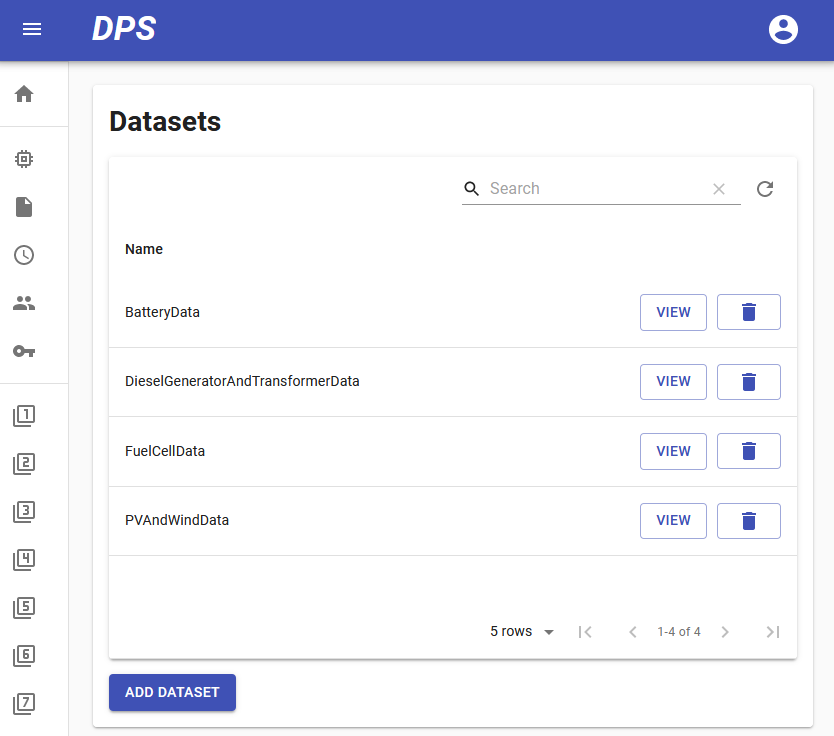 DPS
Datasets
Search
Name
BatteryData VIEW
DieselGeneratorAndTransformerData VIEW
FuelCellData VIEW
PVAndWindData VIEW
5 rows 1-4 of 4
ADD DATASET
1
2
3
4
5
6
7